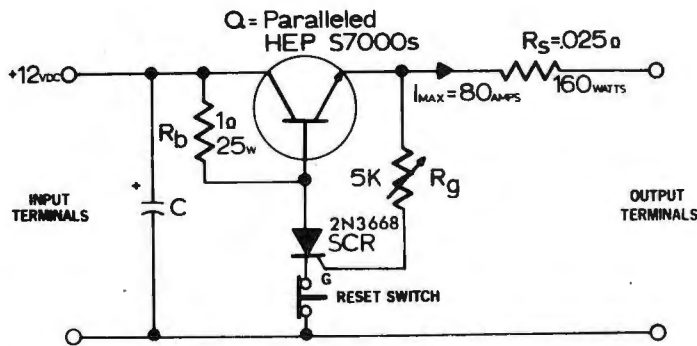 Q = Paralleled
HEP S7000s
+12VDC
Rs=.025Ω
160WATTS
IMAX=80AMPS
Rb
1Ω
25W
5K
Rg
INPUT
TERMINALS
+
C
2N3668
SCR
G
RESET SWITCH
OUTPUT
TERMINALS